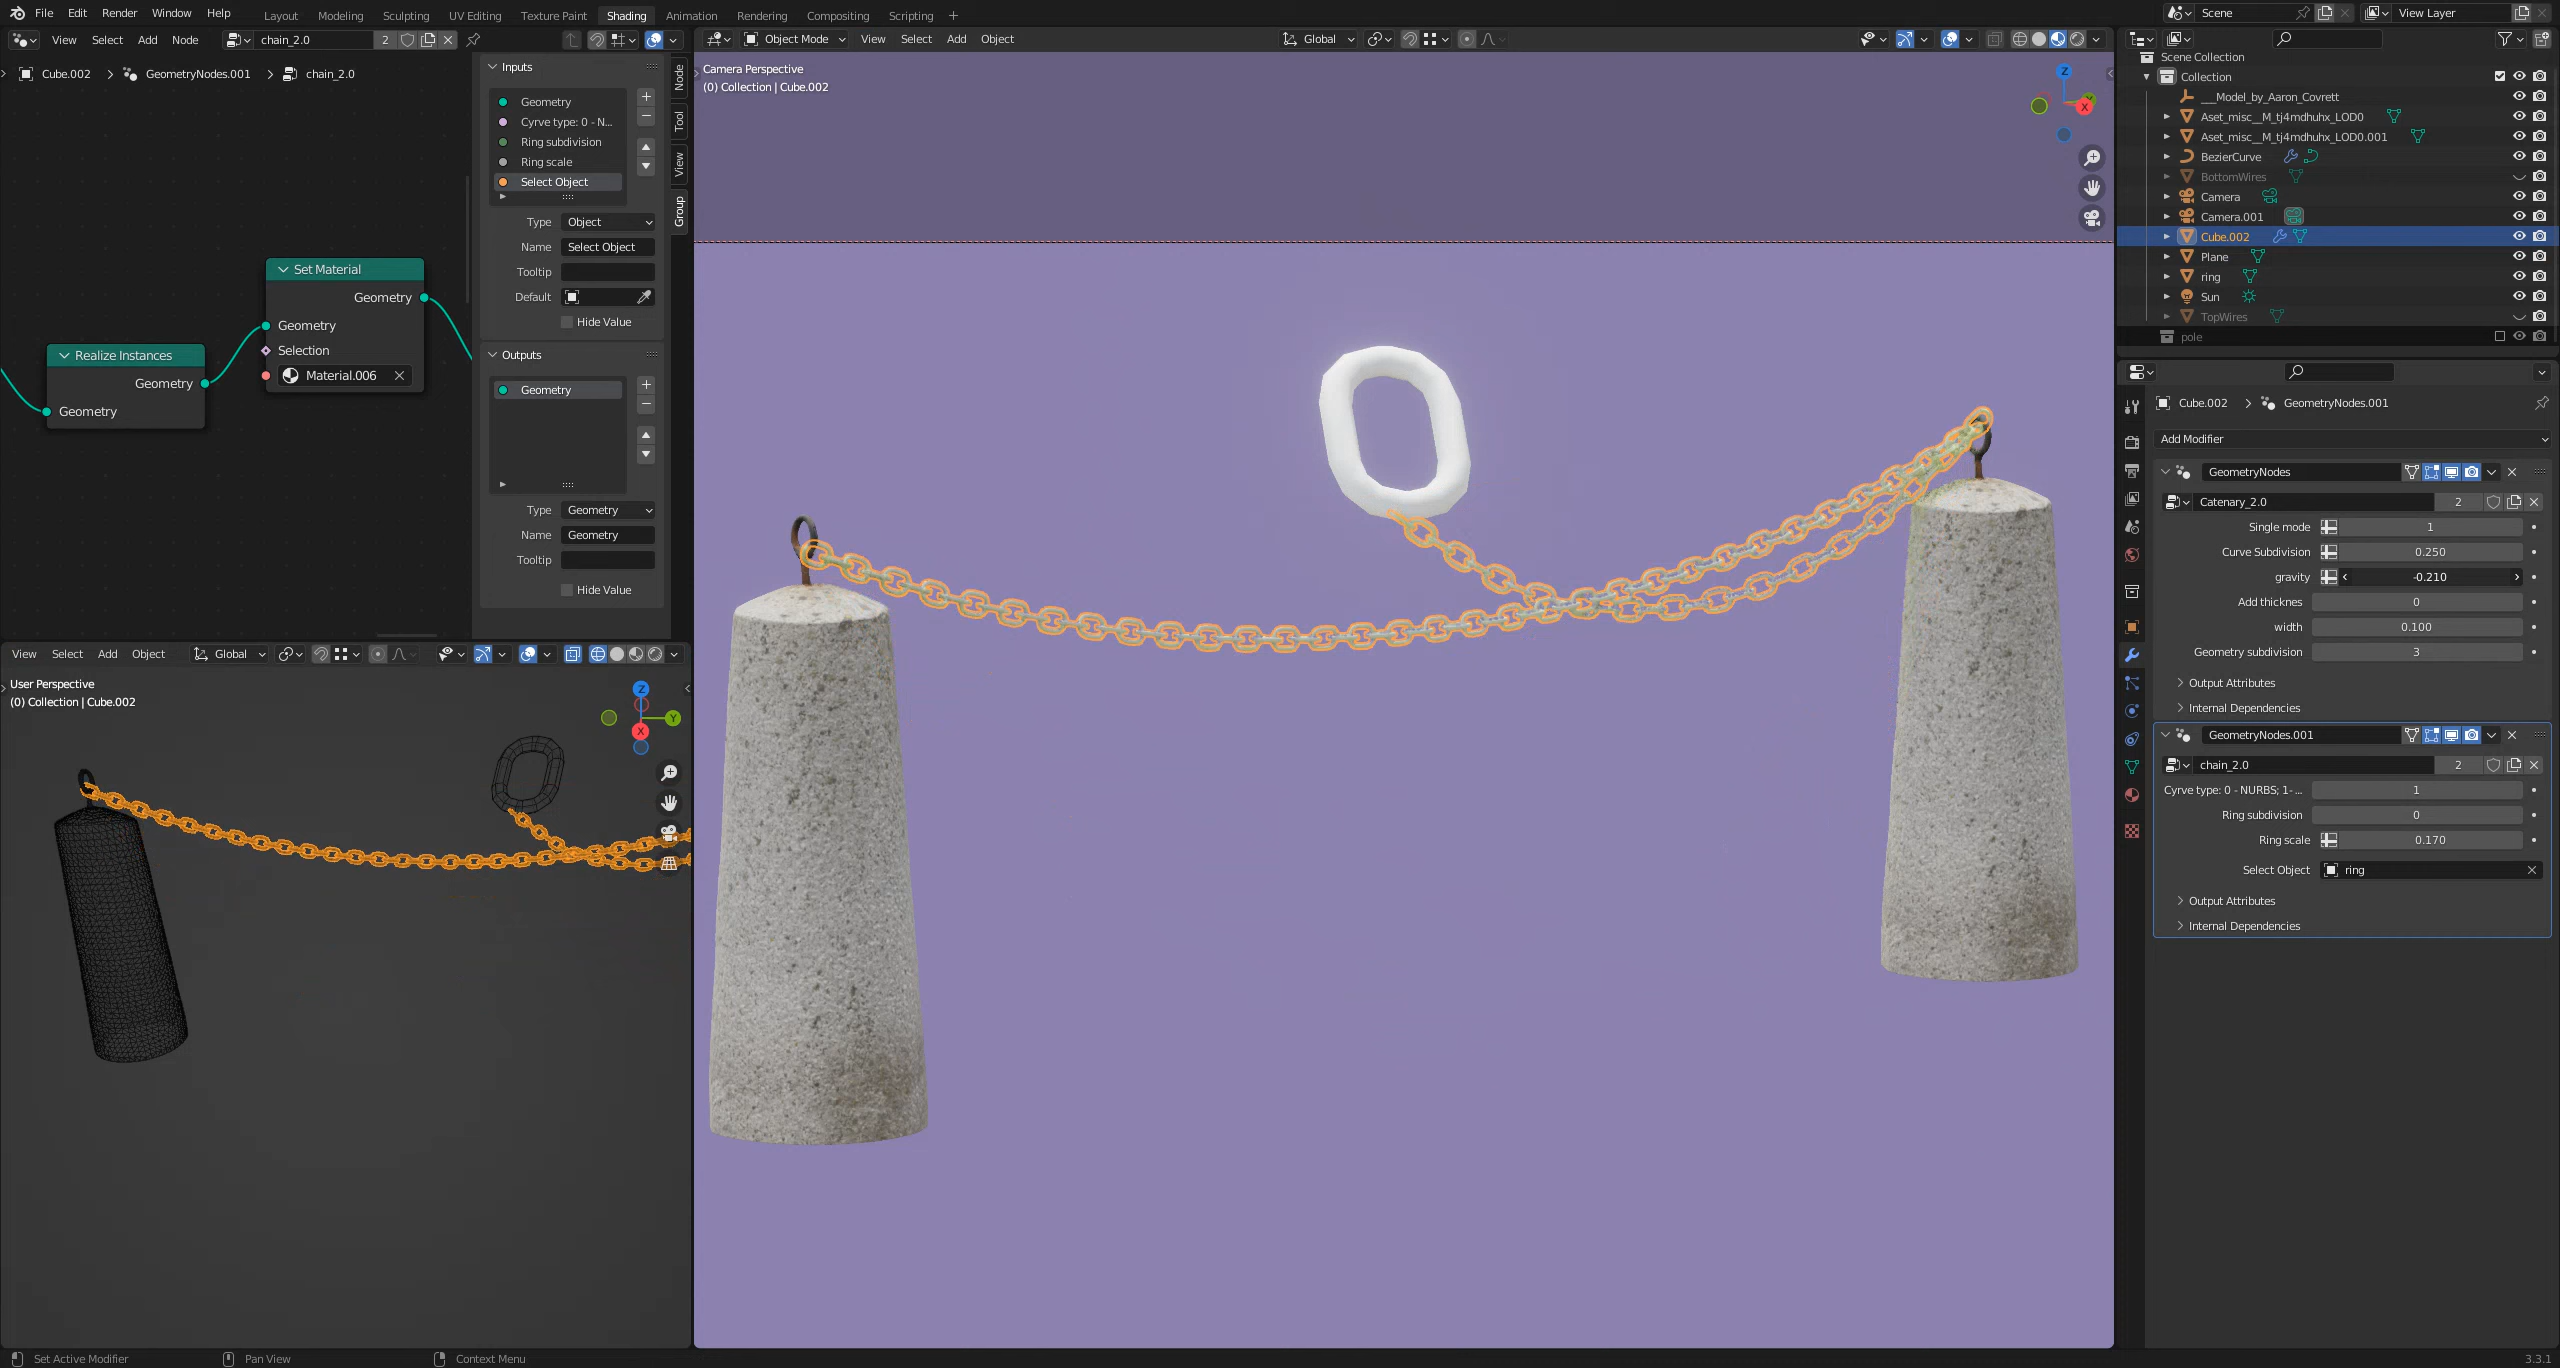 File Edit Render Window Help Layout Modeling Sculpting UV Editing Texture Paint Shading Animation Rendering Compositing Scripting +
Scene
View Layer
View Select Add Node chain_2.0 2
Cube.002 > GeometryNodes.001 > chain_2.0
Inputs
Geometry
Cyrve type: 0 - N...
Ring subdivision
Ring scale
Select Object
Type Object
Name Select Object
Tooltip
Default
Hide Value
Outputs
Geometry
Type Geometry
Name Geometry
Tooltip
Hide Value
Node
Tool
View
Group
Set Material
Geometry
Geometry
Selection
Material.006
Realize Instances
Geometry
Geometry
Object Mode View Select Add Object Global
Camera Perspective
(0) Collection | Cube.002
Z
X
View Select Add Object Global
User Perspective
(0) Collection | Cube.002
Z
Y
X
Scene Collection
Collection
___Model_by_Aaron_Covrett
Aset_misc__M_tj4mdhuhx_LOD0
Aset_misc__M_tj4mdhuhx_LOD0.001
BezierCurve
BottomWires
Camera
Camera.001
Cube.002
Plane
ring
Sun
TopWires
pole
Cube.002 > GeometryNodes.001
Add Modifier
GeometryNodes
Catenary_2.0 2
Single mode 1
Curve Subdivision 0.250
gravity -0.210
Add thicknes 0
width 0.100
Geometry subdivision 3
Output Attributes
Internal Dependencies
GeometryNodes.001
chain_2.0 2
Cyrve type: 0 - NURBS; 1-... 1
Ring subdivision 0
Ring scale 0.170
Select Object ring
Output Attributes
Internal Dependencies
Set Active Modifier
Pan View
Context Menu
3.3.1